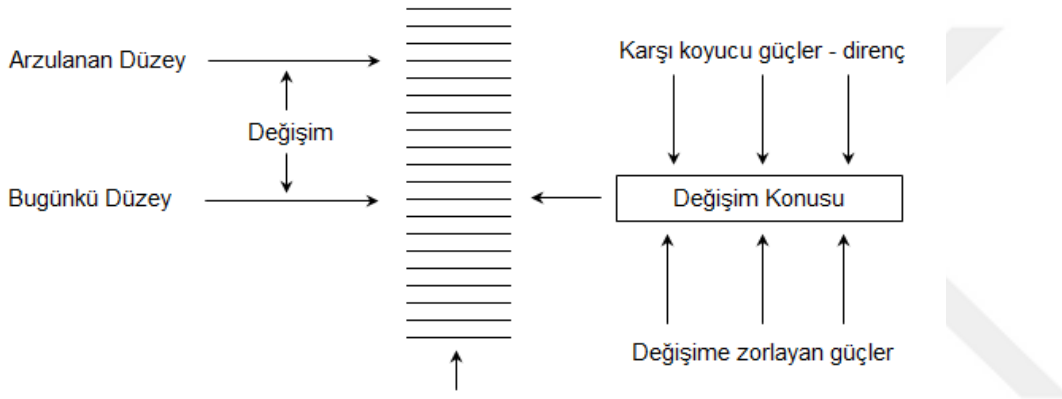 Karşı koyucu güçler - direnç
Arzulanan Düzey
Değişim
Bugünkü Düzey
Değişim Konusu
Değişime zorlayan güçler